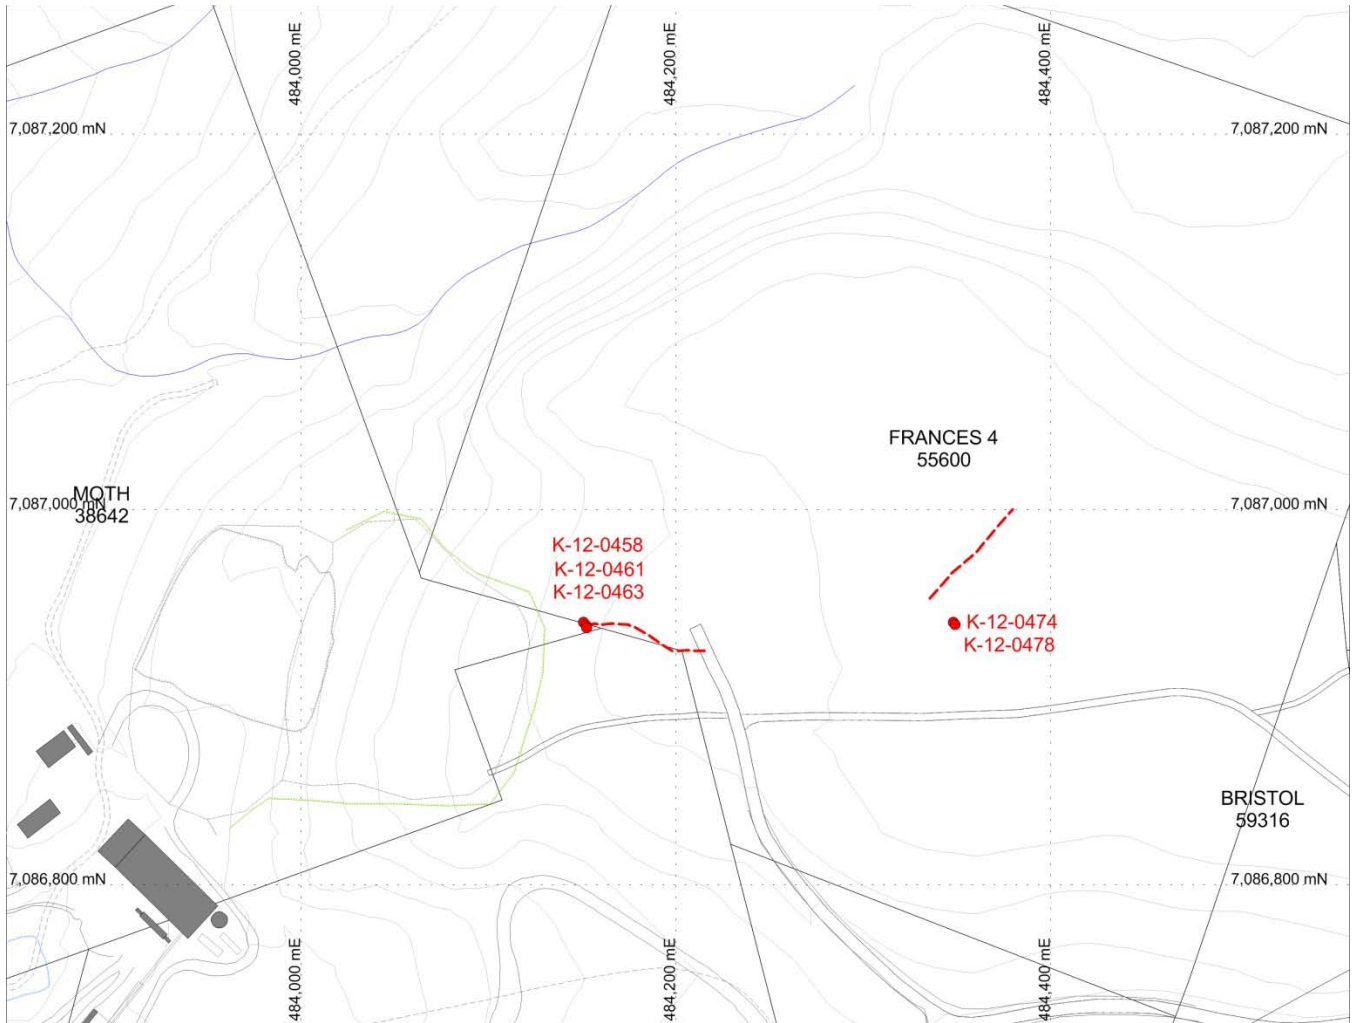 484,000 mE
484,200 mE
484,400 mE
7,087,200 mN
7,087,200 mN
FRANCES 4
55600
MOTH
7,087,000 mN
38642
7,087,000 mN
K-12-0458
K-12-0461
K-12-0463
K-12-0474
K-12-0478
BRISTOL
59316
7,086,800 mN
7,086,800 mN
484,000 mE
484,200 mE
484,400 mE